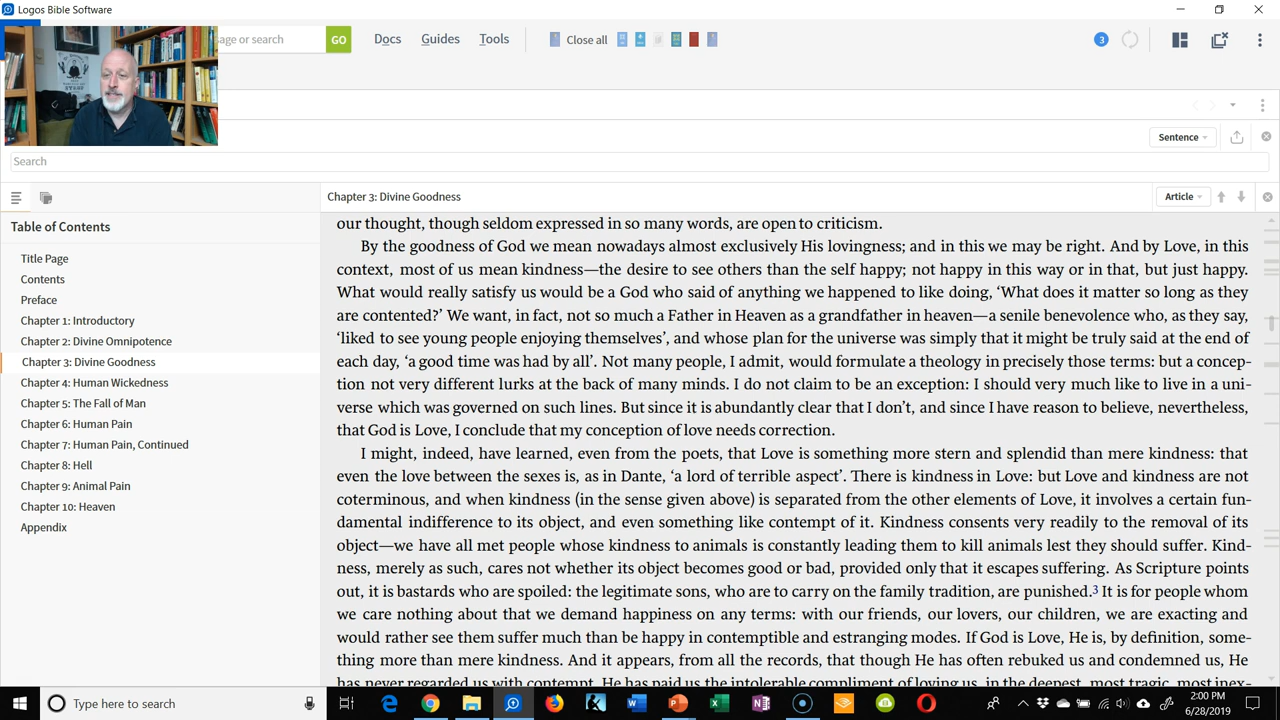 Logos Bible Software
age or search
GO
Docs
Guides
Tools
Close all
3
Sentence
Search
Chapter 3: Divine Goodness
Article
Table of Contents
Title Page
Contents
Preface
Chapter 1: Introductory
Chapter 2: Divine Omnipotence
Chapter 3: Divine Goodness
Chapter 4: Human Wickedness
Chapter 5: The Fall of Man
Chapter 6: Human Pain
Chapter 7: Human Pain, Continued
Chapter 8: Hell
Chapter 9: Animal Pain
Chapter 10: Heaven
Appendix
our thought, though seldom expressed in so many words, are open to criticism.
By the goodness of God we mean nowadays almost exclusively His lovingness; and in this we may be right. And by Love, in this
context, most of us mean kindness—the desire to see others than the self happy; not happy in this way or in that, but just happy.
What would really satisfy us would be a God who said of anything we happened to like doing, ‘What does it matter so long as they
are contented?’ We want, in fact, not so much a Father in Heaven as a grandfather in heaven—a senile benevolence who, as they say,
‘liked to see young people enjoying themselves’, and whose plan for the universe was simply that it might be truly said at the end of
each day, ‘a good time was had by all’. Not many people, I admit, would formulate a theology in precisely those terms: but a concep-
tion not very different lurks at the back of many minds. I do not claim to be an exception: I should very much like to live in a uni-
verse which was governed on such lines. But since it is abundantly clear that I don’t, and since I have reason to believe, nevertheless,
that God is Love, I conclude that my conception of love needs correction.
I might, indeed, have learned, even from the poets, that Love is something more stern and splendid than mere kindness: that
even the love between the sexes is, as in Dante, ‘a lord of terrible aspect’. There is kindness in Love: but Love and kindness are not
coterminous, and when kindness (in the sense given above) is separated from the other elements of Love, it involves a certain fun-
damental indifference to its object, and even something like contempt of it. Kindness consents very readily to the removal of its
object—we have all met people whose kindness to animals is constantly leading them to kill animals lest they should suffer. Kind-
ness, merely as such, cares not whether its object becomes good or bad, provided only that it escapes suffering. As Scripture points
out, it is bastards who are spoiled: the legitimate sons, who are to carry on the family tradition, are punished.3 It is for people whom
we care nothing about that we demand happiness on any terms: with our friends, our lovers, our children, we are exacting and
would rather see them suffer much than be happy in contemptible and estranging modes. If God is Love, He is, by definition, some-
thing more than mere kindness. And it appears, from all the records, that though He has often rebuked us and condemned us, He
has never regarded us with contempt. He has paid us the intolerable compliment of loving us, in the deepest, most tragic, most inex-
Type here to search
2:00 PM
6/28/2019